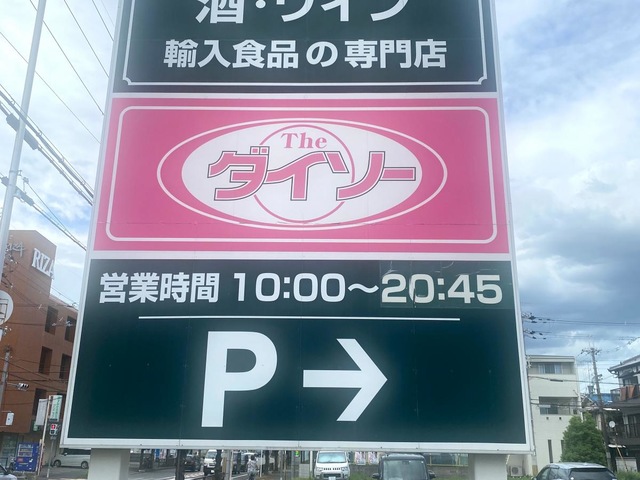 酒・ワイン
輸入食品の専門店
The
ダイソー
営業時間 10:00～20:45
P→